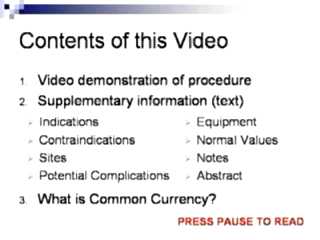 Contents of this Video
1. Video demonstration of procedure
2. Supplementary information (text)
Indications
Contraindications
Sites
Potential Complications
Equipment
Normal Values
Notes
Abstract
3. What is Common Currency?
PRESS PAUSE TO READ